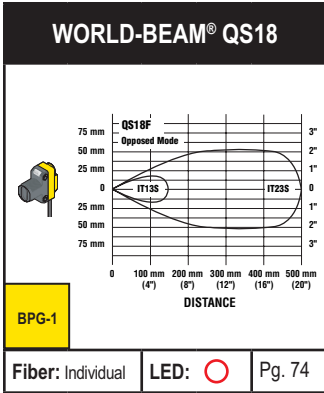 WORLD-BEAM® QS18
QS18F
Opposed Mode
75 mm 3"
50 mm 2"
25 mm 1"
0 IT13S IT23S 0
25 mm 1"
50 mm 2"
75 mm 3"
0 100 mm 200 mm 300 mm 400 mm 500 mm
(4") (8") (12") (16") (20")
DISTANCE
BPG-1
Fiber: Individual LED: Pg. 74